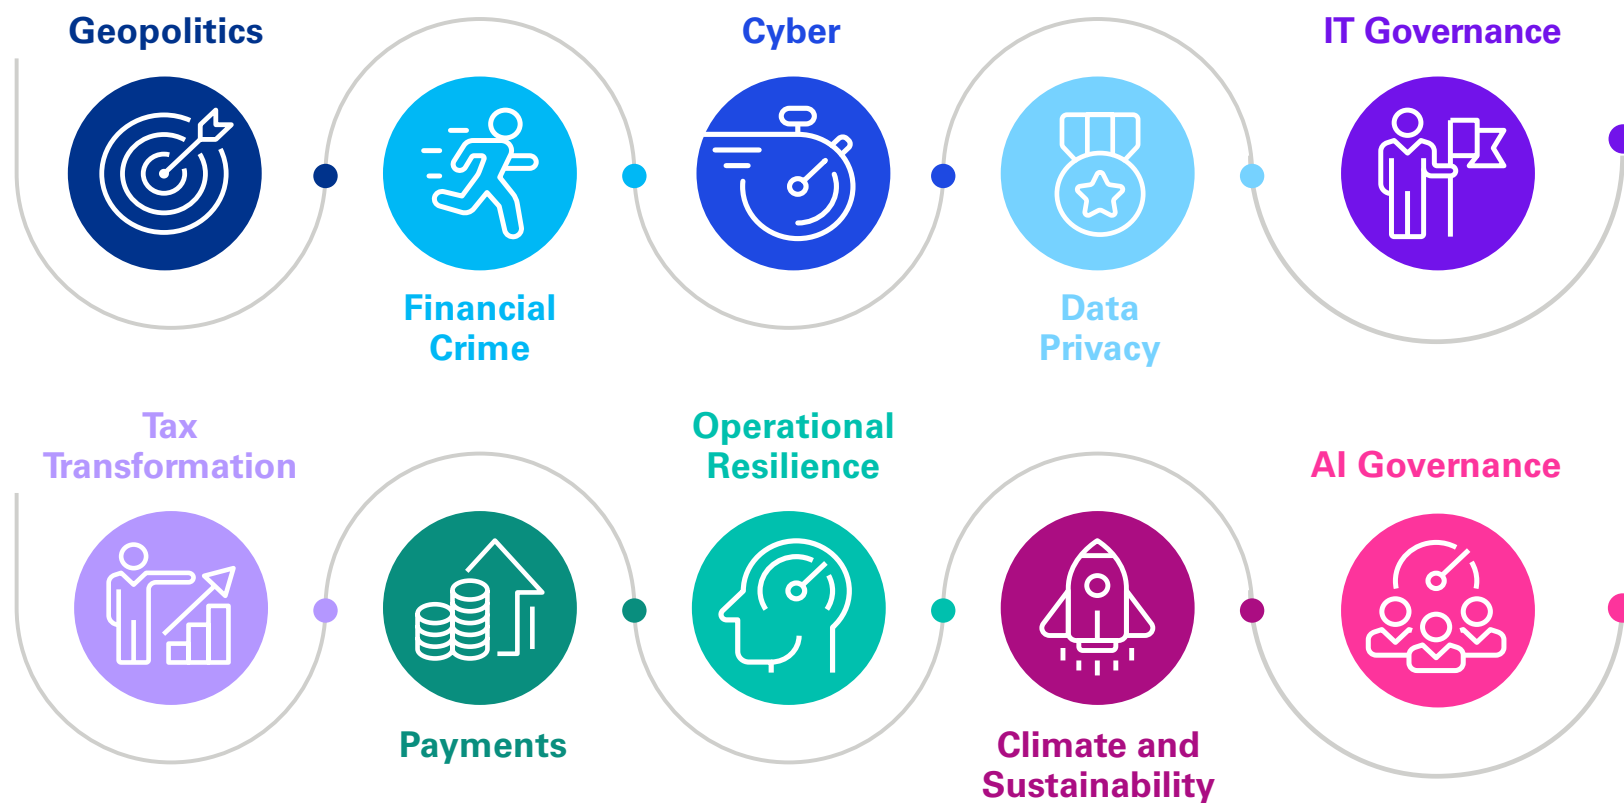 Geopolitics
Financial
Crime
Cyber
Data
Privacy
IT Governance
Tax
Transformation
Payments
Operational
Resilience
Climate and
Sustainability
AI Governance